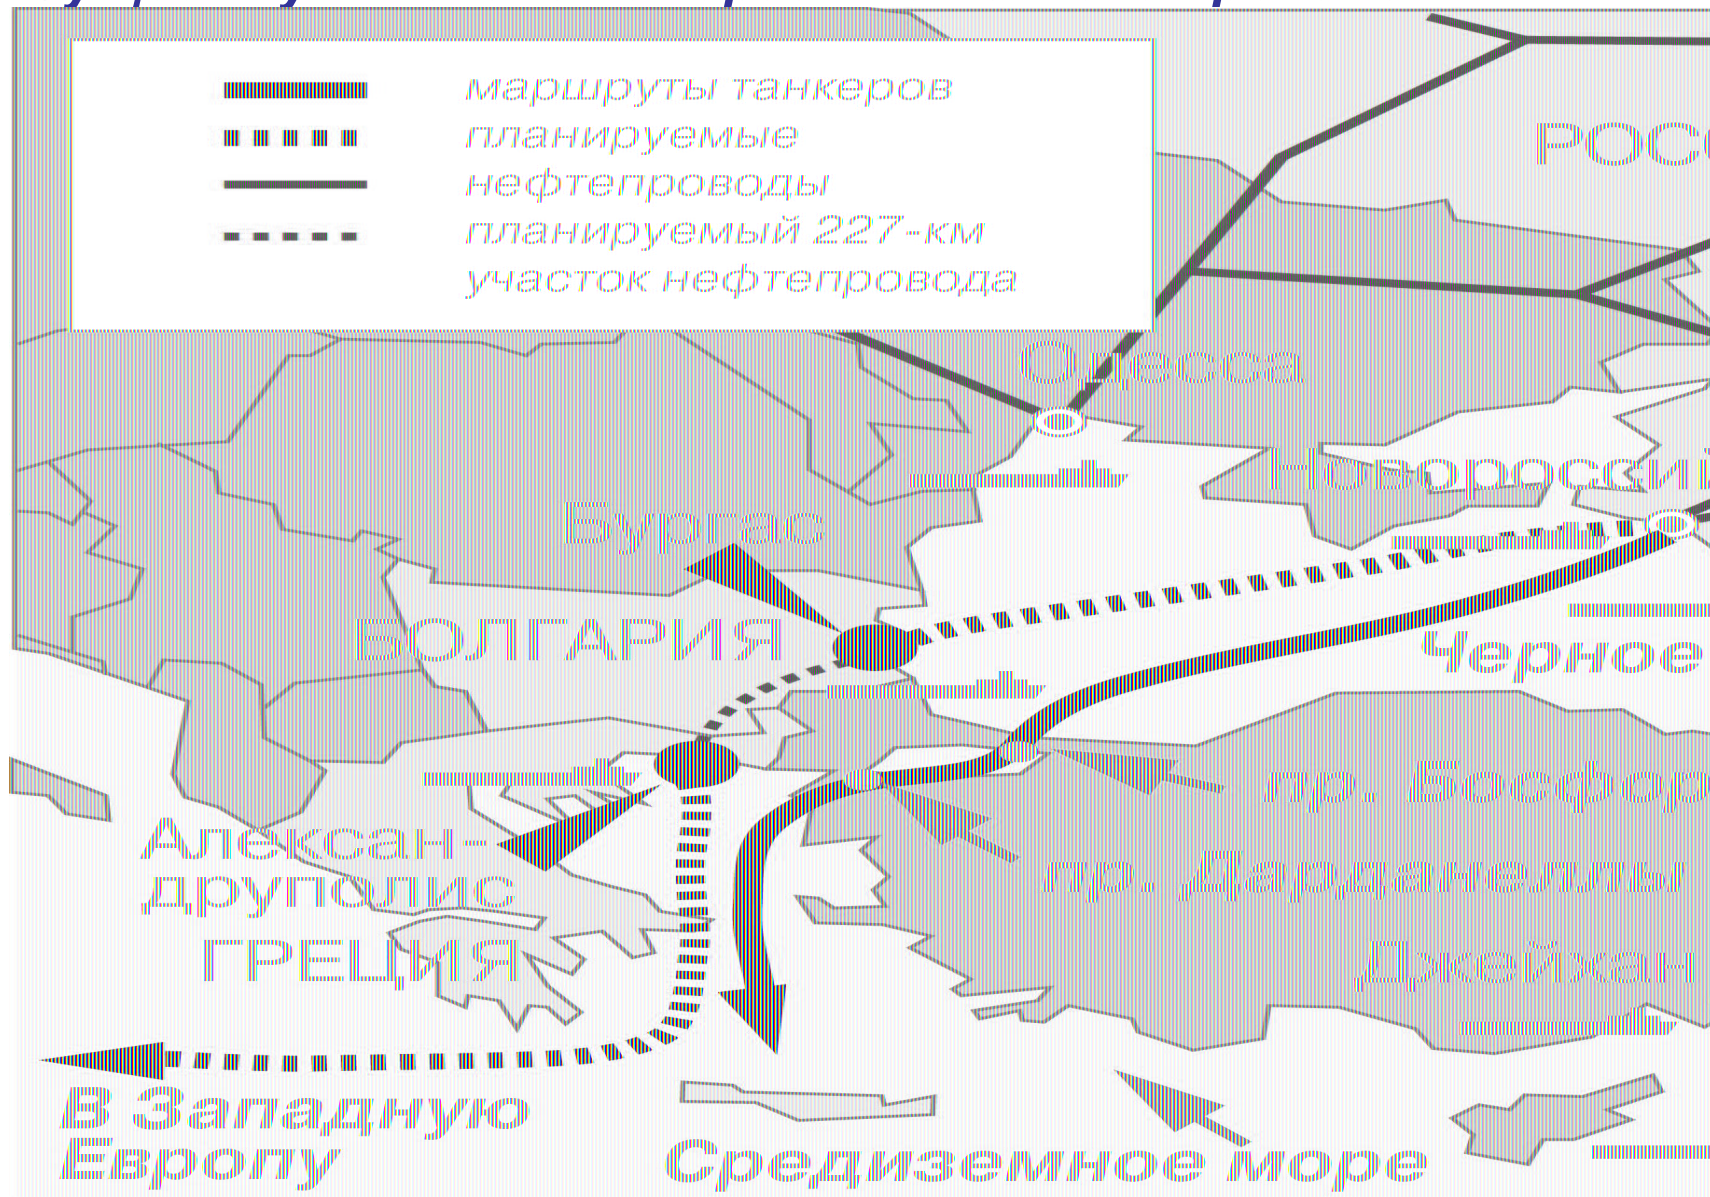 маршруты танкеров
планируемые
нефтепроводы
планируемый 227-км
участок нефтепровода
Одесса
Бургас
БОЛГАРИЯ
Черное
пр. Босфор
Алексан-
друполис
пр. Дарданеллы
ГРЕЦИЯ
Джейхан
В Западную
Европу
Средиземное море